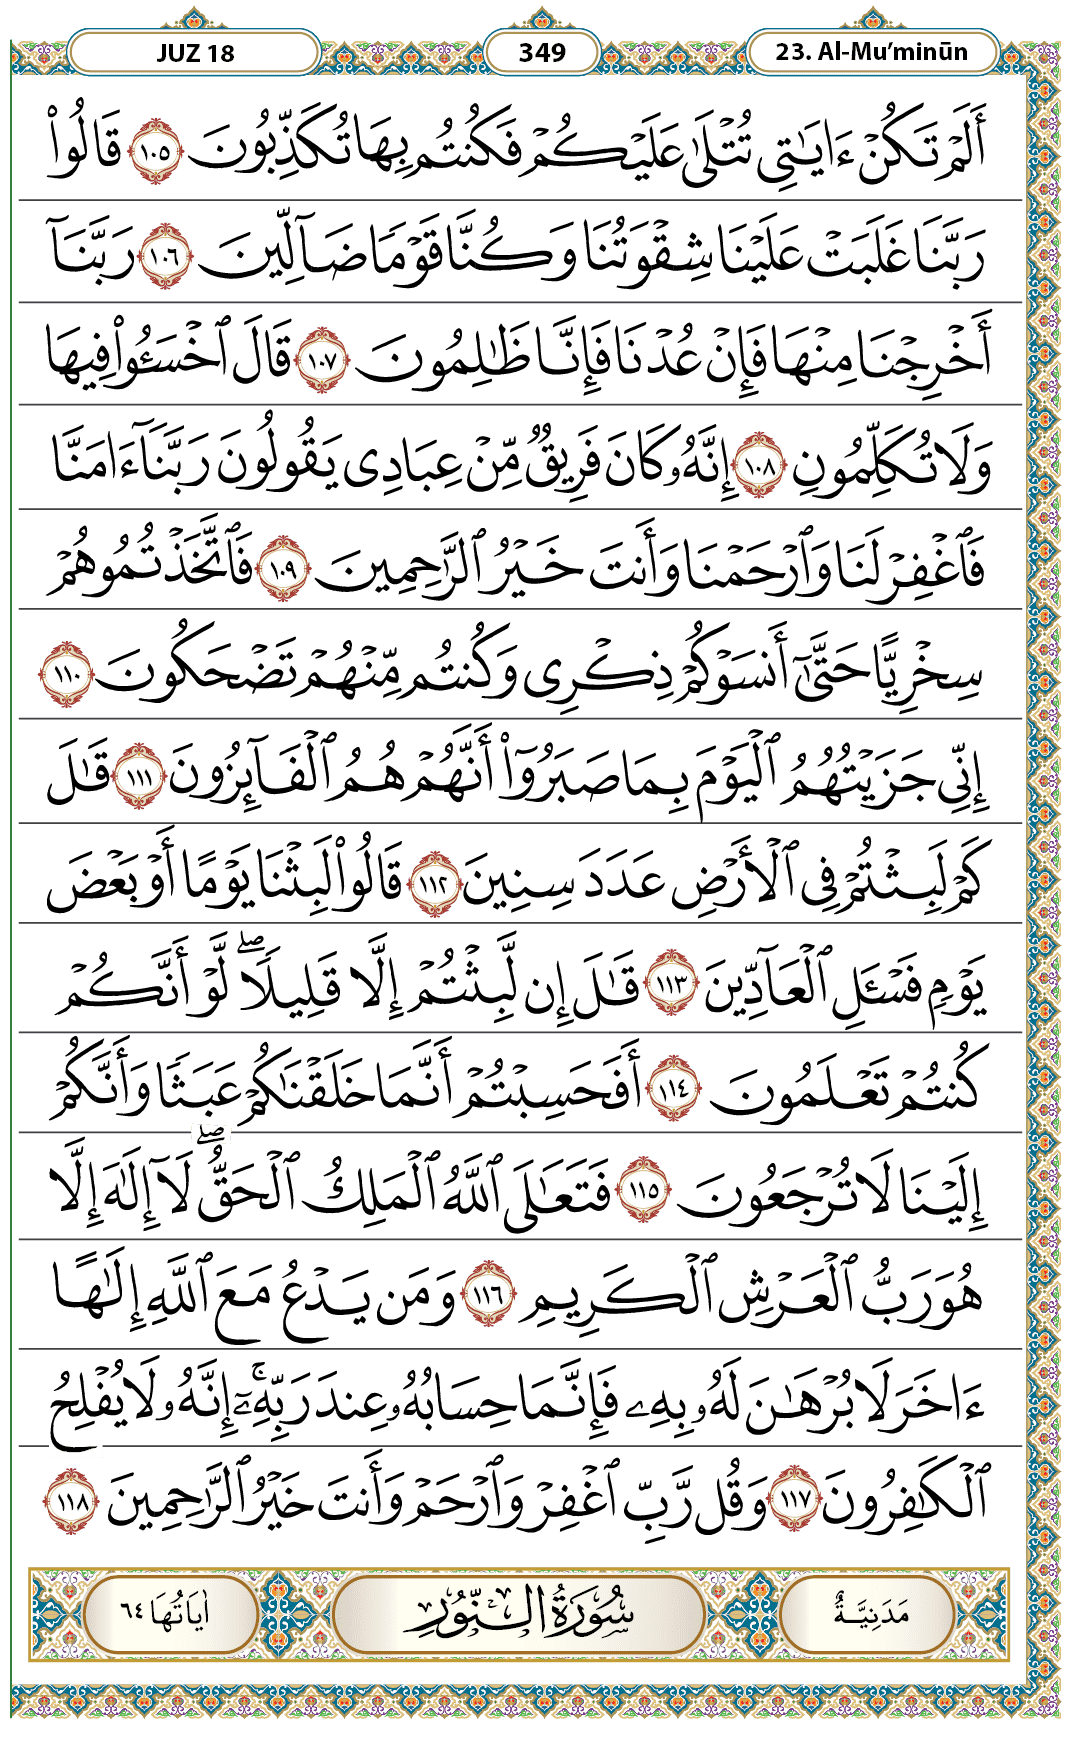 JUZ 18 349 23. Al-Mu’minūn
أَلَمْ تَكُنْ ءَايَٰتِى تُتْلَىٰ عَلَيْكُمْ فَكُنتُم بِهَا تُكَذِّبُونَ ١٠٥ قَالُوا۟
رَبَّنَا غَلَبَتْ عَلَيْنَا شِقْوَتُنَا وَكُنَّا قَوْمًا ضَآلِّينَ ١٠٦ رَبَّنَآ
أَخْرِجْنَا مِنْهَا فَإِنْ عُدْنَا فَإِنَّا ظَٰلِمُونَ ١٠٧ قَالَ ٱخْسَـُٔوا۟ فِيهَا
وَلَا تُكَلِّمُونِ ١٠٨ إِنَّهُۥ كَانَ فَرِيقٌ مِّنْ عِبَادِى يَقُولُونَ رَبَّنَآ ءَامَنَّا
فَٱغْفِرْ لَنَا وَٱرْحَمْنَا وَأَنتَ خَيْرُ ٱلرَّٰحِمِينَ ١٠٩ فَٱتَّخَذْتُمُوهُمْ
سِخْرِيًّا حَتَّىٰٓ أَنسَوْكُمْ ذِكْرِى وَكُنتُم مِّنْهُمْ تَضْحَكُونَ ١١٠
إِنِّى جَزَيْتُهُمُ ٱلْيَوْمَ بِمَا صَبَرُوٓا۟ أَنَّهُمْ هُمُ ٱلْفَآئِزُونَ ١١١ قَٰلَ
كَمْ لَبِثْتُمْ فِى ٱلْأَرْضِ عَدَدَ سِنِينَ ١١٢ قَالُوا۟ لَبِثْنَا يَوْمًا أَوْ بَعْضَ
يَوْمٍ فَسْـَٔلِ ٱلْعَآدِّينَ ١١٣ قَٰلَ إِن لَّبِثْتُمْ إِلَّا قَلِيلًا ۖ لَّوْ أَنَّكُمْ
كُنتُمْ تَعْلَمُونَ ١١٤ أَفَحَسِبْتُمْ أَنَّمَا خَلَقْنَٰكُمْ عَبَثًا وَأَنَّكُمْ
إِلَيْنَا لَا تُرْجَعُونَ ١١٥ فَتَعَٰلَى ٱللَّهُ ٱلْمَلِكُ ٱلْحَقُّ ۖ لَآ إِلَٰهَ إِلَّا
هُوَ رَبُّ ٱلْعَرْشِ ٱلْكَرِيمِ ١١٦ وَمَن يَدْعُ مَعَ ٱللَّهِ إِلَٰهًا
ءَاخَرَ لَا بُرْهَٰنَ لَهُۥ بِهِۦ فَإِنَّمَا حِسَابُهُۥ عِندَ رَبِّهِۦٓ ۚ إِنَّهُۥ لَا يُفْلِحُ
ٱلْكَٰفِرُونَ ١١٧ وَقُل رَّبِّ ٱغْفِرْ وَٱرْحَمْ وَأَنتَ خَيْرُ ٱلرَّٰحِمِينَ ١١٨
مَدَنِيَّةٌ سُورَةُ النُّورِ اٰيَاتُهَا ٦٤